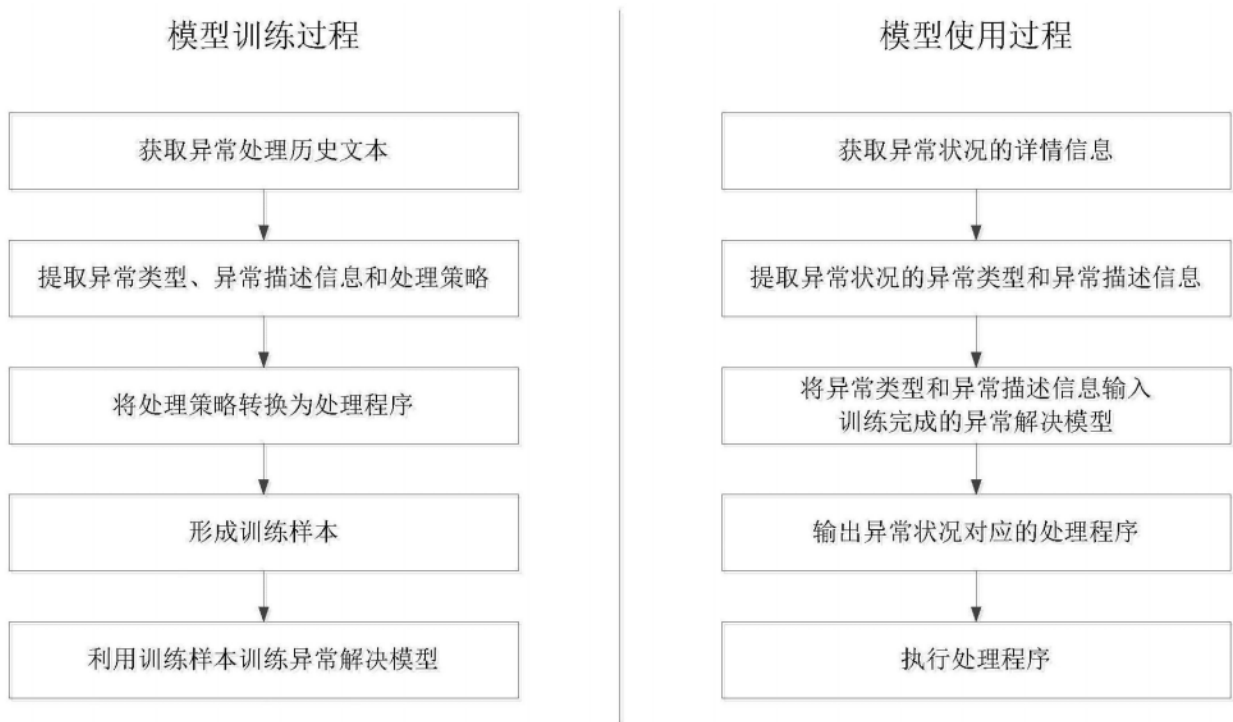 模型训练过程
获取异常处理历史文本
提取异常类型、异常描述信息和处理策略
将处理策略转换为处理程序
形成训练样本
利用训练样本训练异常解决模型
模型使用过程
获取异常状况的详情信息
提取异常状况的异常类型和异常描述信息
将异常类型和异常描述信息输入
训练完成的异常解决模型
输出异常状况对应的处理程序
执行处理程序